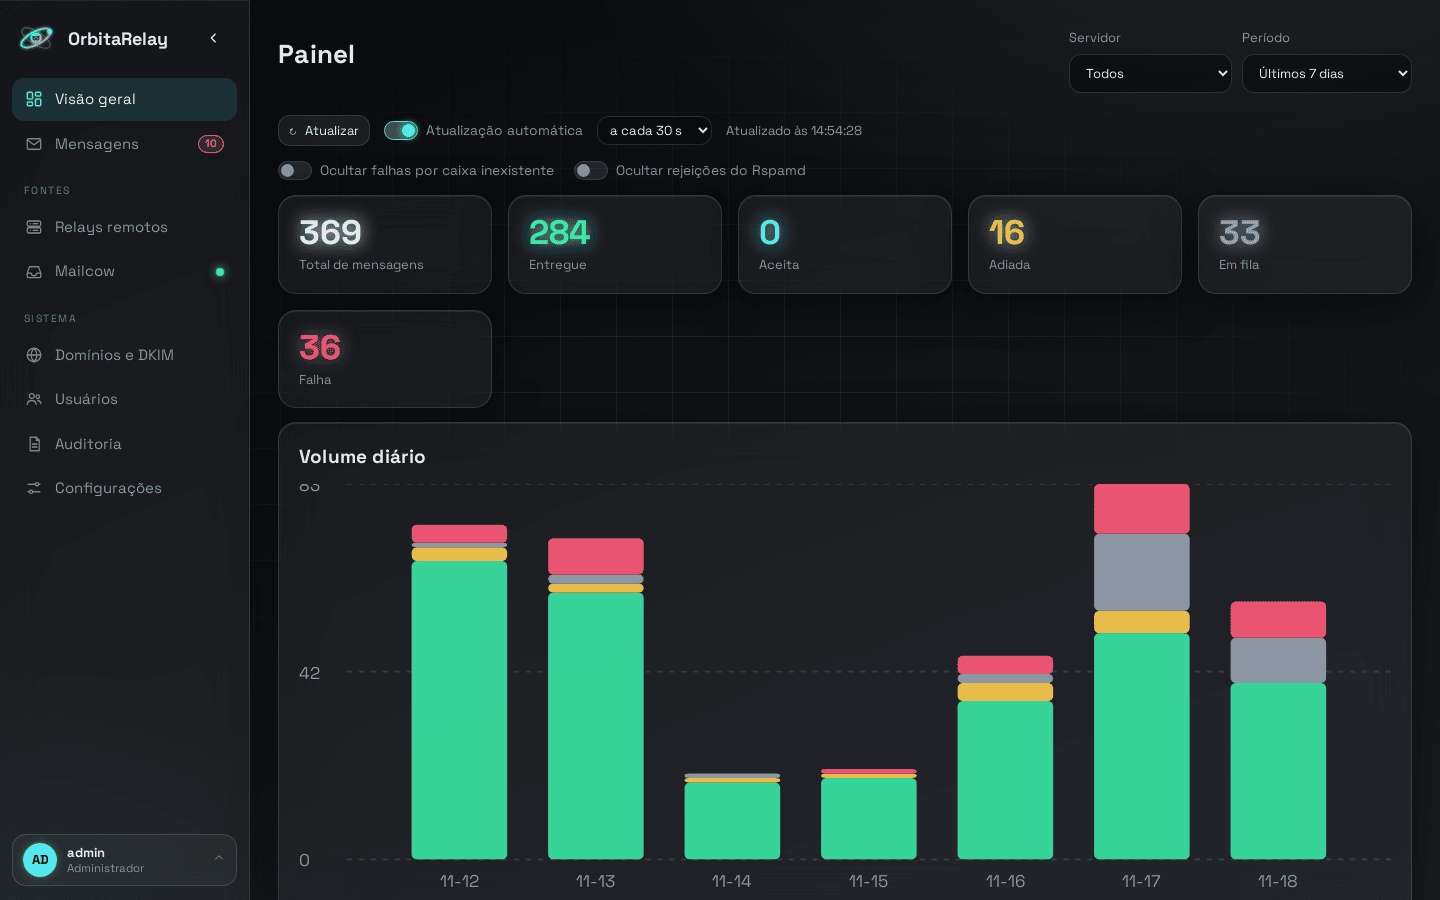 OrbitaRelay
Visão geral
Mensagens 10
FONTES
Relays remotos
Mailcow
SISTEMA
Domínios e DKIM
Usuários
Auditoria
Configurações
AD
admin
Administrador
Painel
Servidor
Todos
Período
Últimos 7 dias
Atualizar
Atualização automática
a cada 30 s
Atualizado às 14:54:28
Ocultar falhas por caixa inexistente
Ocultar rejeições do Rspamd
369
Total de mensagens
284
Entregue
0
Aceita
16
Adiada
33
Em fila
36
Falha
Volume diário
83
42
0
11-12 11-13 11-14 11-15 11-16 11-17 11-18